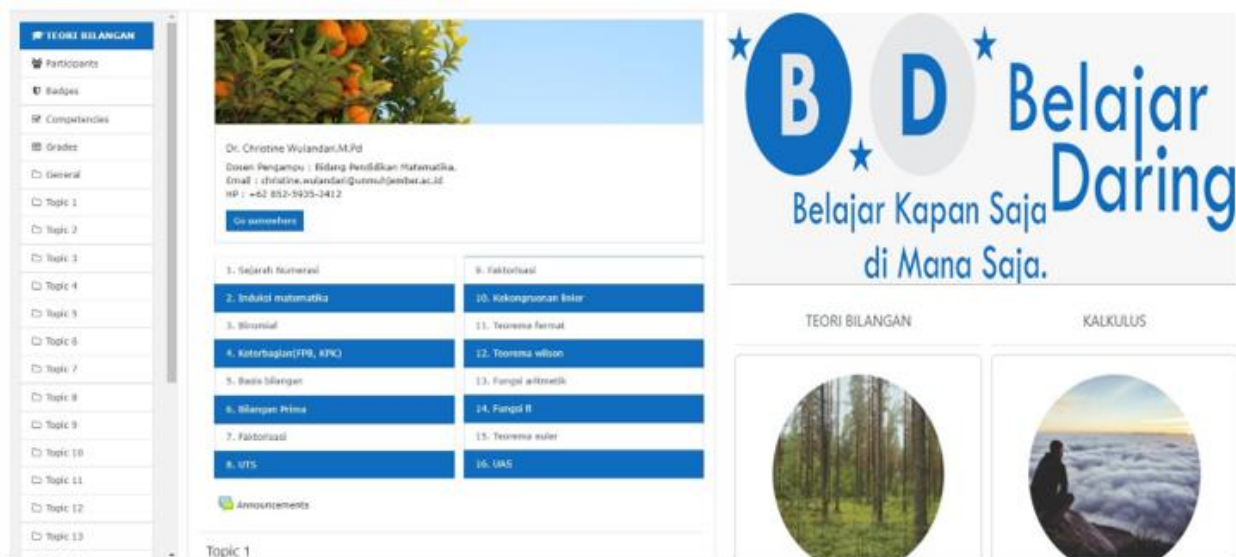 TEORI BILANGAN
Participants
Badges
Competencies
Grades
General
Topic 1
Topic 2
Topic 3
Topic 4
Topic 5
Topic 6
Topic 7
Topic 8
Topic 9
Topic 10
Topic 11
Topic 12
Topic 13
Dr. Christine Wulandari.M.Pd
Dosen Pengampu : Bidang Pendidikan Matematika.
Email : christine.wulandari@unmuhjember.ac.id
HP : +62 852-5935-3412
Go somewhere
1. Sejarah Numerasi
2. Induksi matematika
3. Binomial
4. Keterbagian(FPB, KPK)
5. Basis bilangan
6. Bilangan Prima
7. Faktorisasi
8. UTS
9. Faktorisasi
10. Kekongruenan linier
11. Teorema fermat
12. Teorema wilson
13. Fungsi aritmetik
14. Fungsi fi
15. Teorema euler
16. UAS
Announcements
Topic 1
B D Belajar
Daring
Belajar Kapan Saja
di Mana Saja.
TEORI BILANGAN
KALKULUS